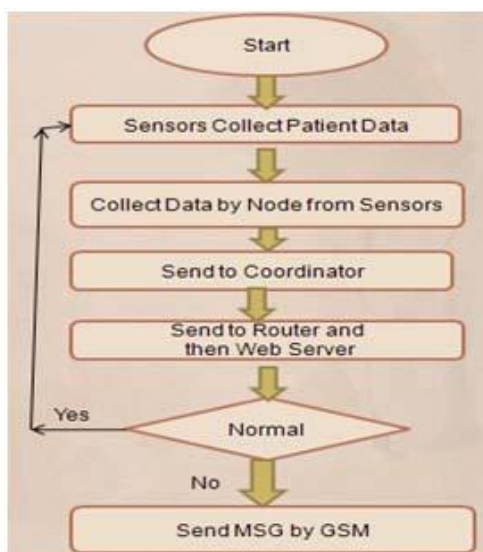 Start
Sensors Collect Patient Data
Collect Data by Node from Sensors
Send to Coordinator
Send to Router and
then Web Server
Yes
Normal
No
Send MSG by GSM